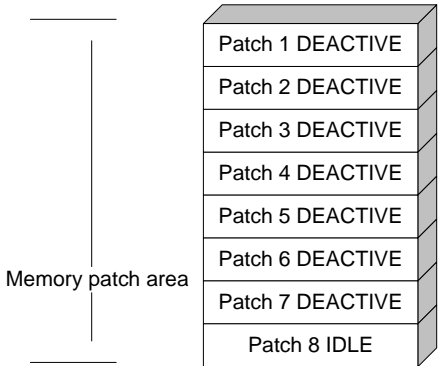 Patch 1 DEACTIVE
Patch 2 DEACTIVE
Patch 3 DEACTIVE
Patch 4 DEACTIVE
Patch 5 DEACTIVE
Patch 6 DEACTIVE
Memory patch area
Patch 7 DEACTIVE
Patch 8 IDLE